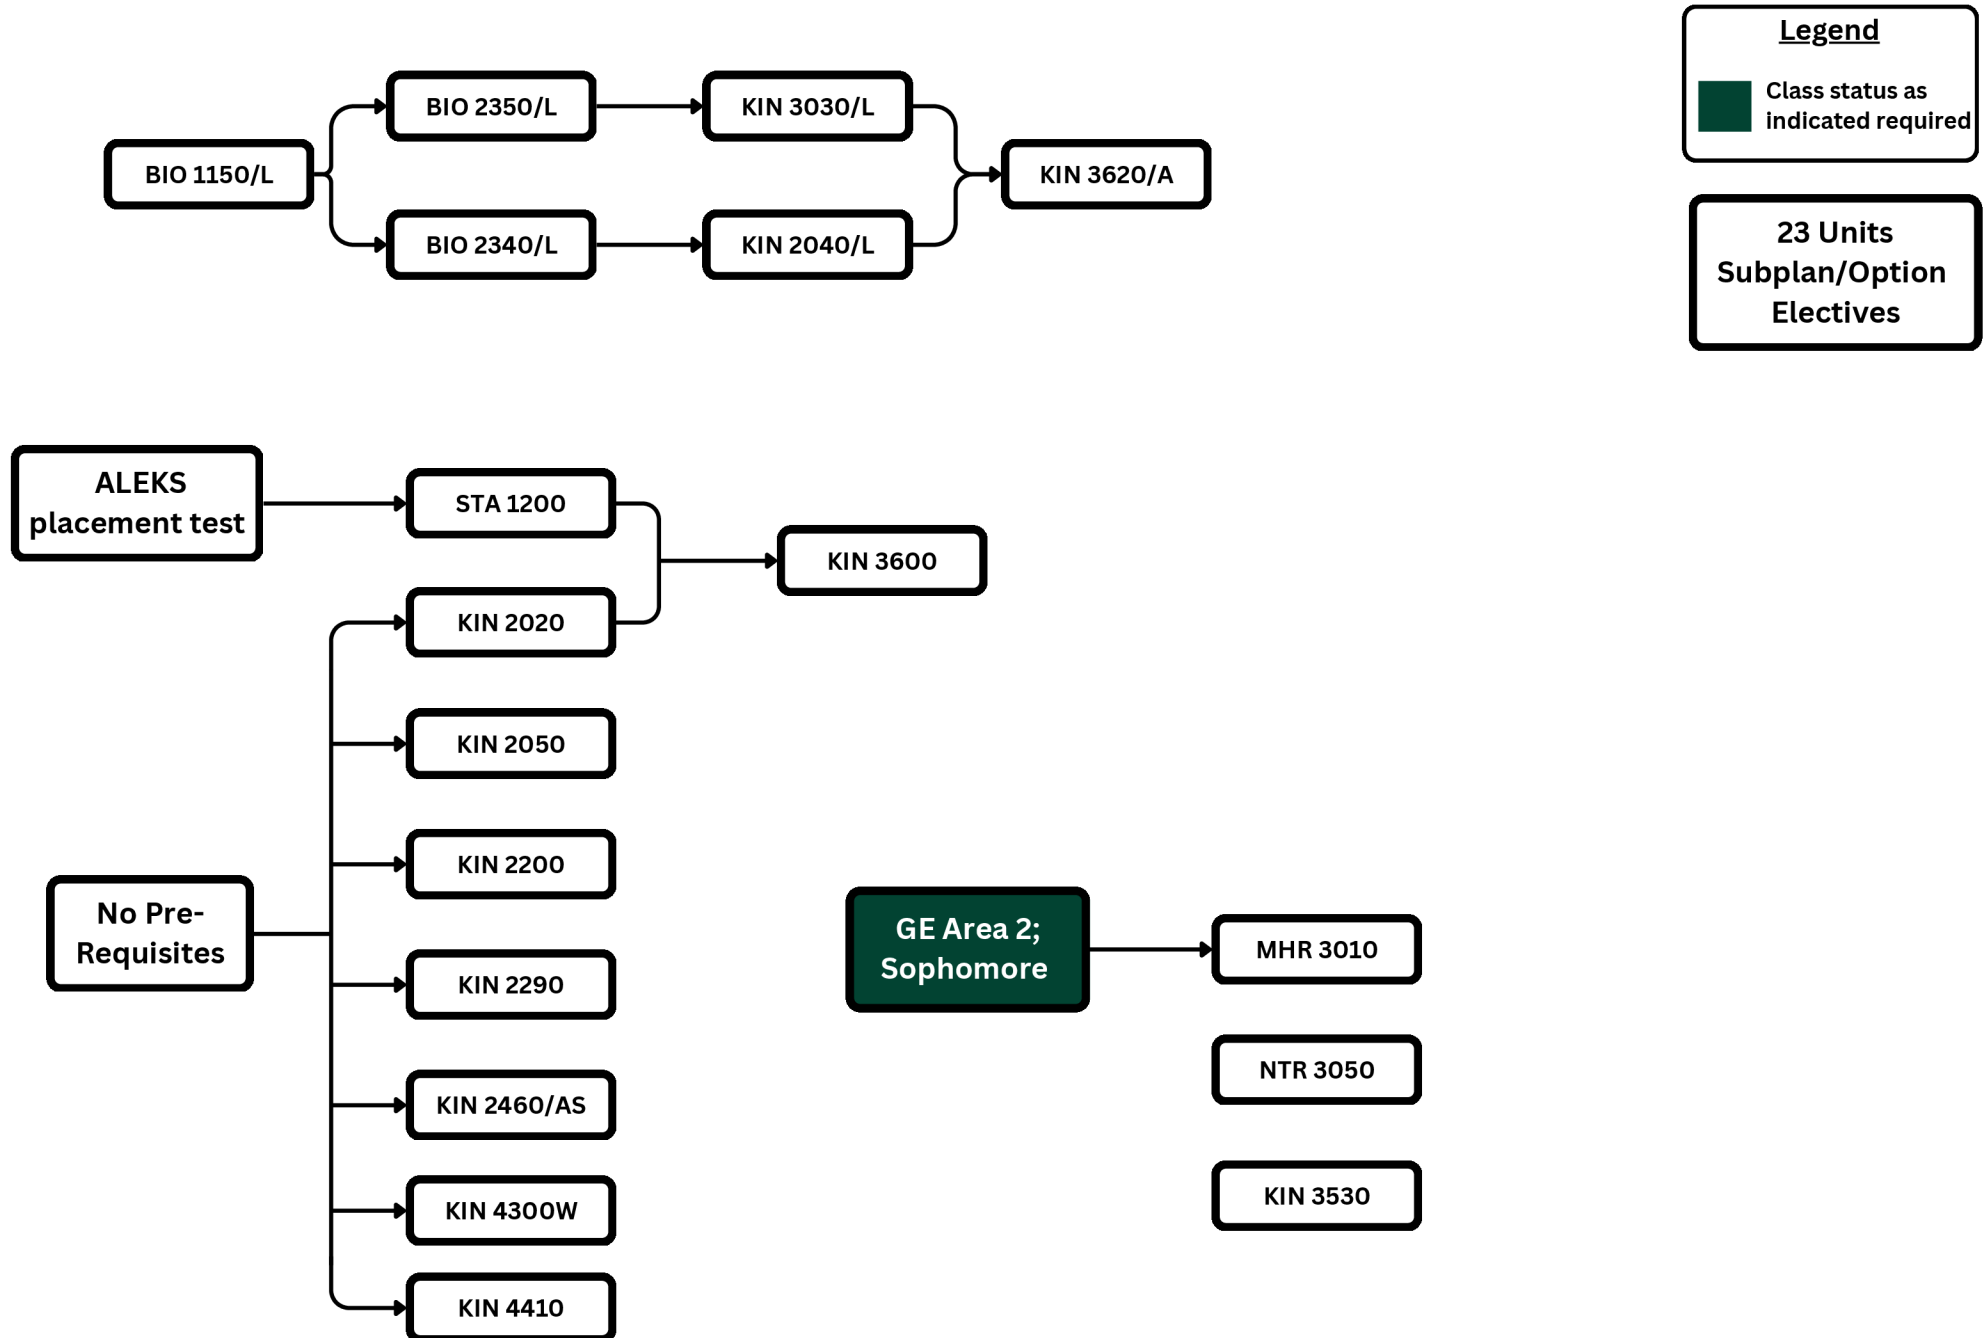 Legend
Class status as
indicated required
BIO 2350/L
KIN 3030/L
BIO 1150/L
KIN 3620/A
BIO 2340/L
KIN 2040/L
23 Units
Subplan/Option
Electives
ALEKS
placement test
STA 1200
KIN 3600
KIN 2020
KIN 2050
KIN 2200
No Pre-
Requisites
GE Area 2;
Sophomore
MHR 3010
KIN 2290
NTR 3050
KIN 2460/AS
KIN 3530
KIN 4300W
KIN 4410